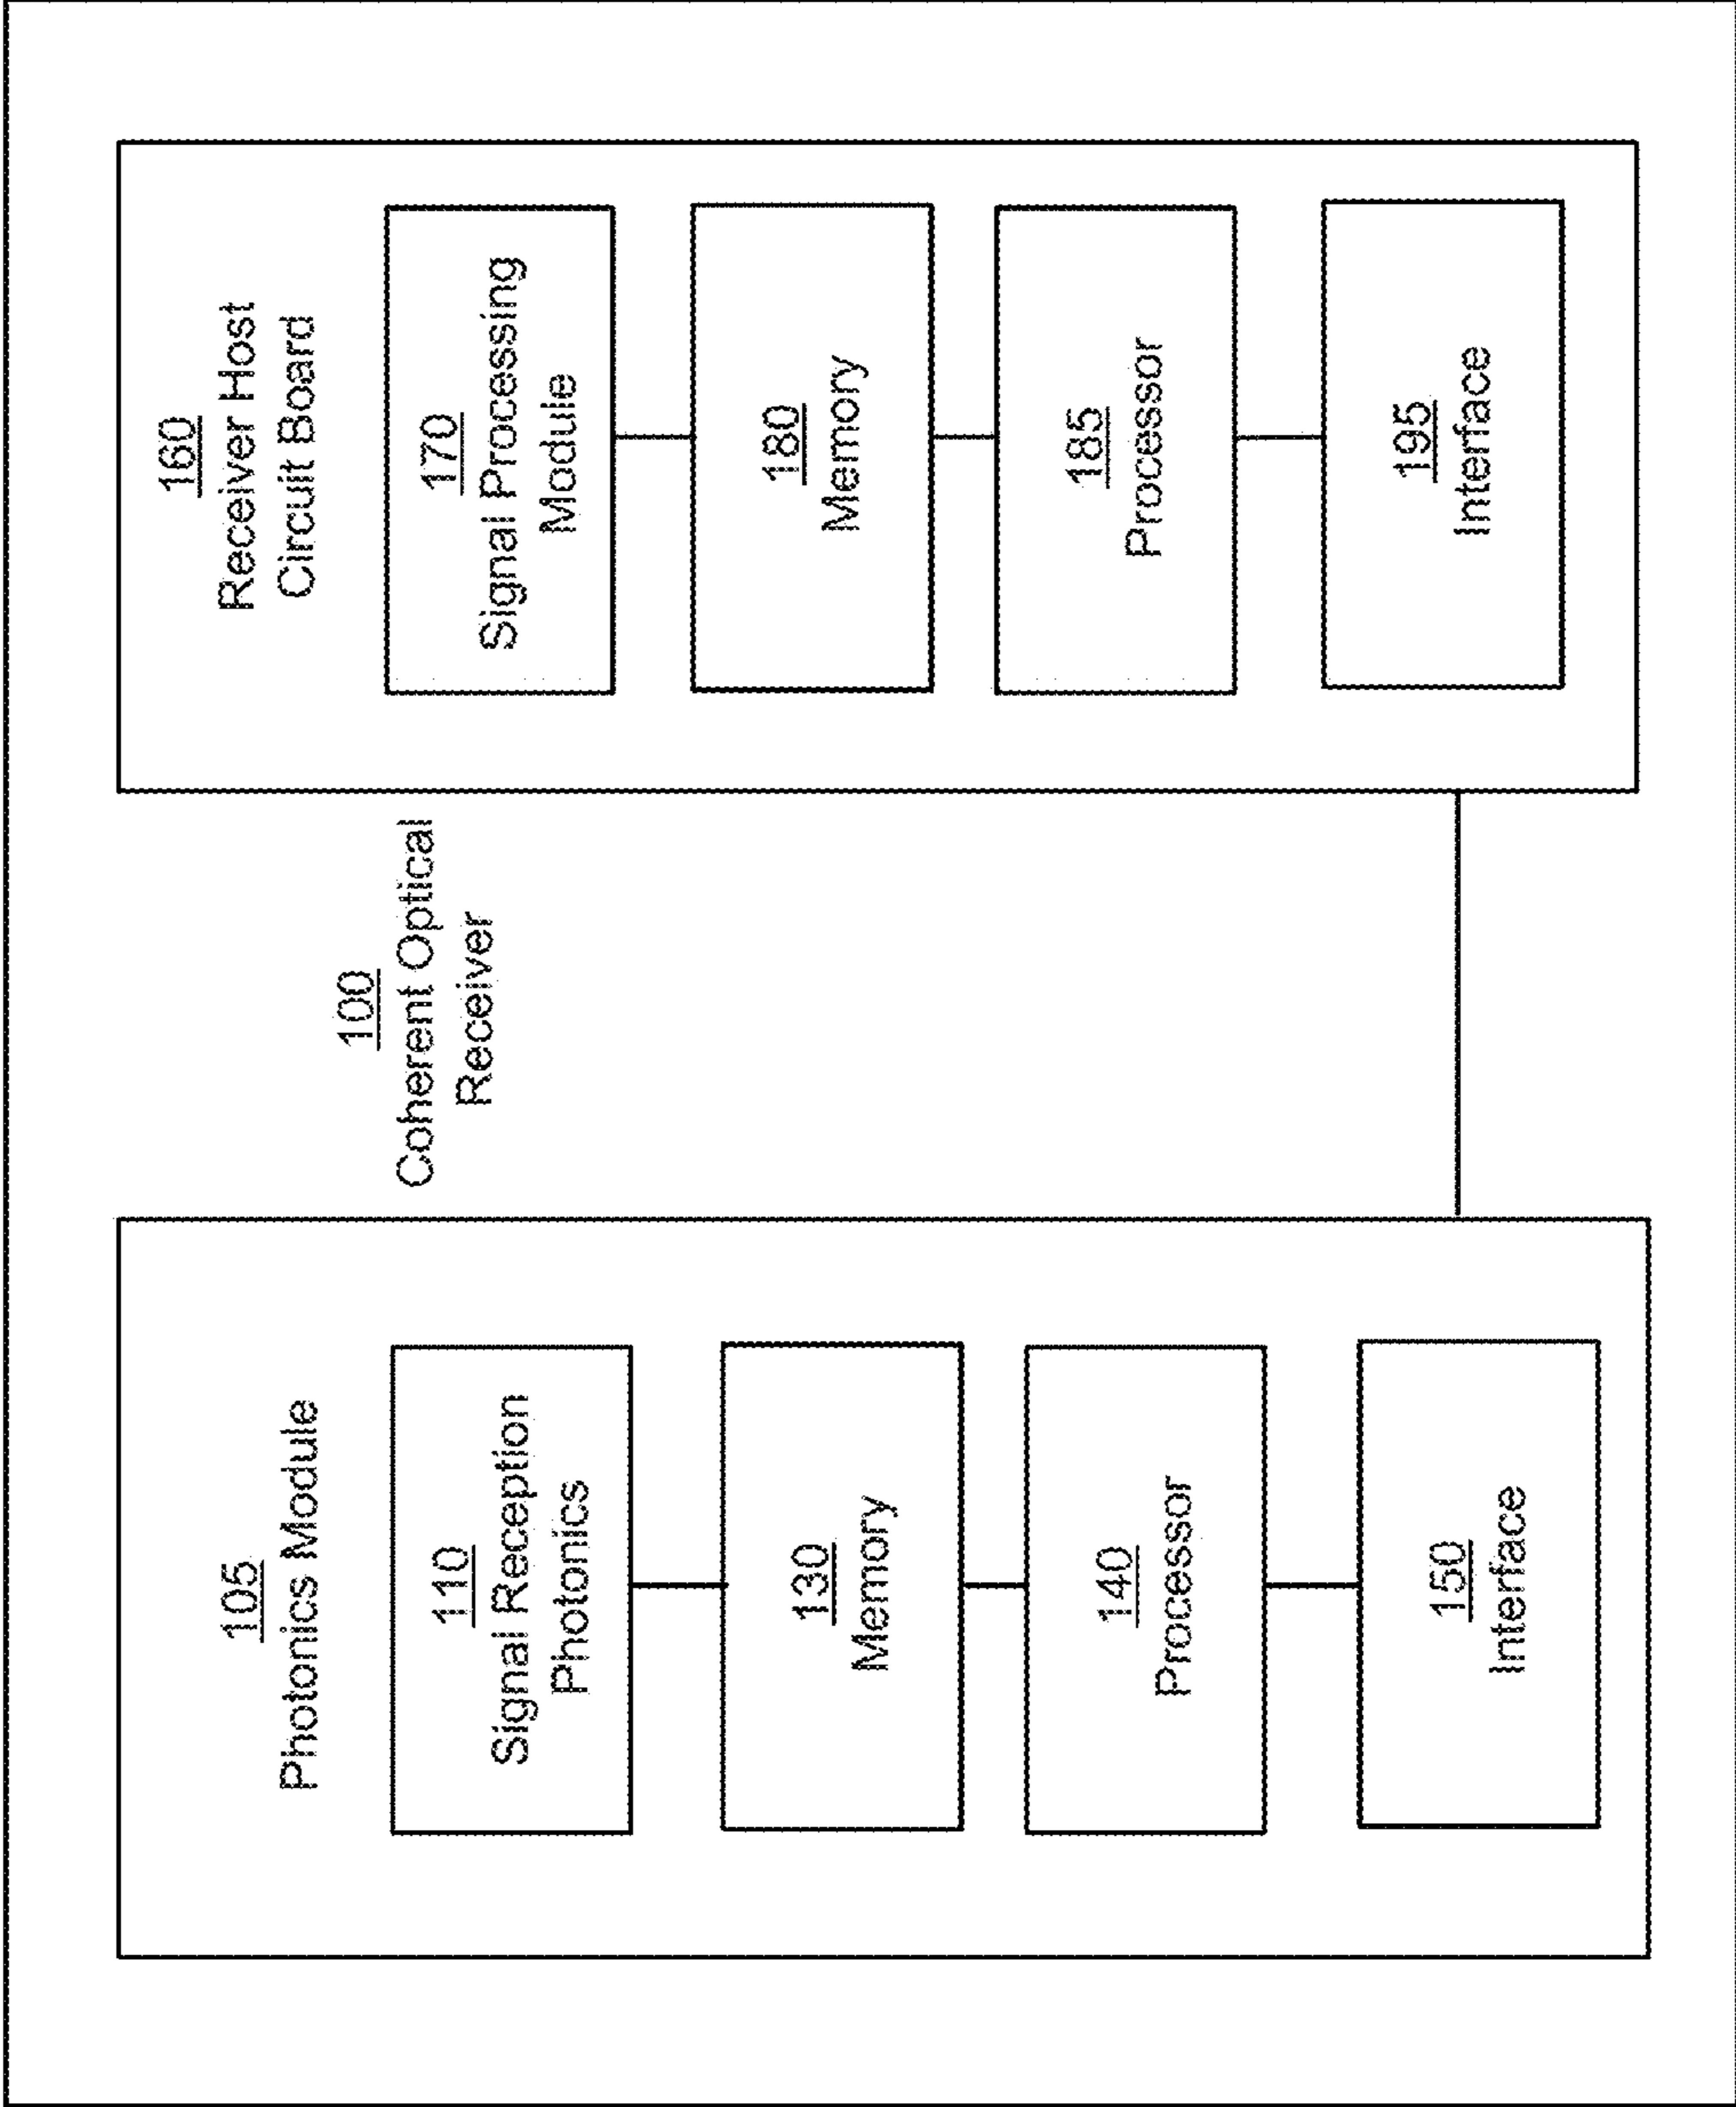 100
Coherent Optical
Receiver
105
Photonics Module
110
Signal Reception
Photonics
130
Memory
140
Processor
150
Interface
160
Receiver Host
Circuit Board
170
Signal Processing
Module
180
Memory
185
Processor
195
Interface